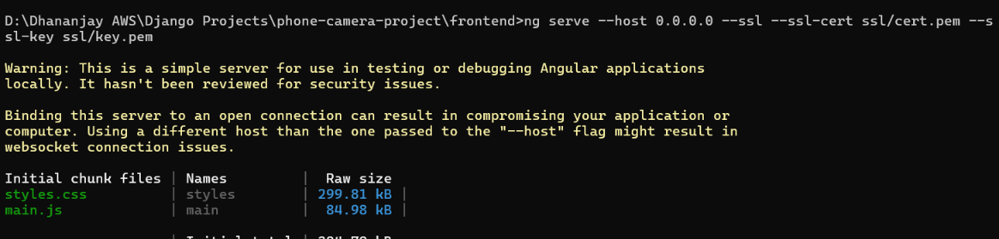 D:\Dhananjay AWS\Django Projects\phone-camera-project\frontend>ng serve --host 0.0.0.0 --ssl --ssl-cert ssl/cert.pem --s
sl-key ssl/key.pem
Warning: This is a simple server for use in testing or debugging Angular applications
locally. It hasn't been reviewed for security issues.
Binding this server to an open connection can result in compromising your application or
computer. Using a different host than the one passed to the "--host" flag might result in
websocket connection issues.
Initial chunk files | Names | Raw size
styles.css | styles | 299.81 kB |
main.js | main | 84.98 kB |